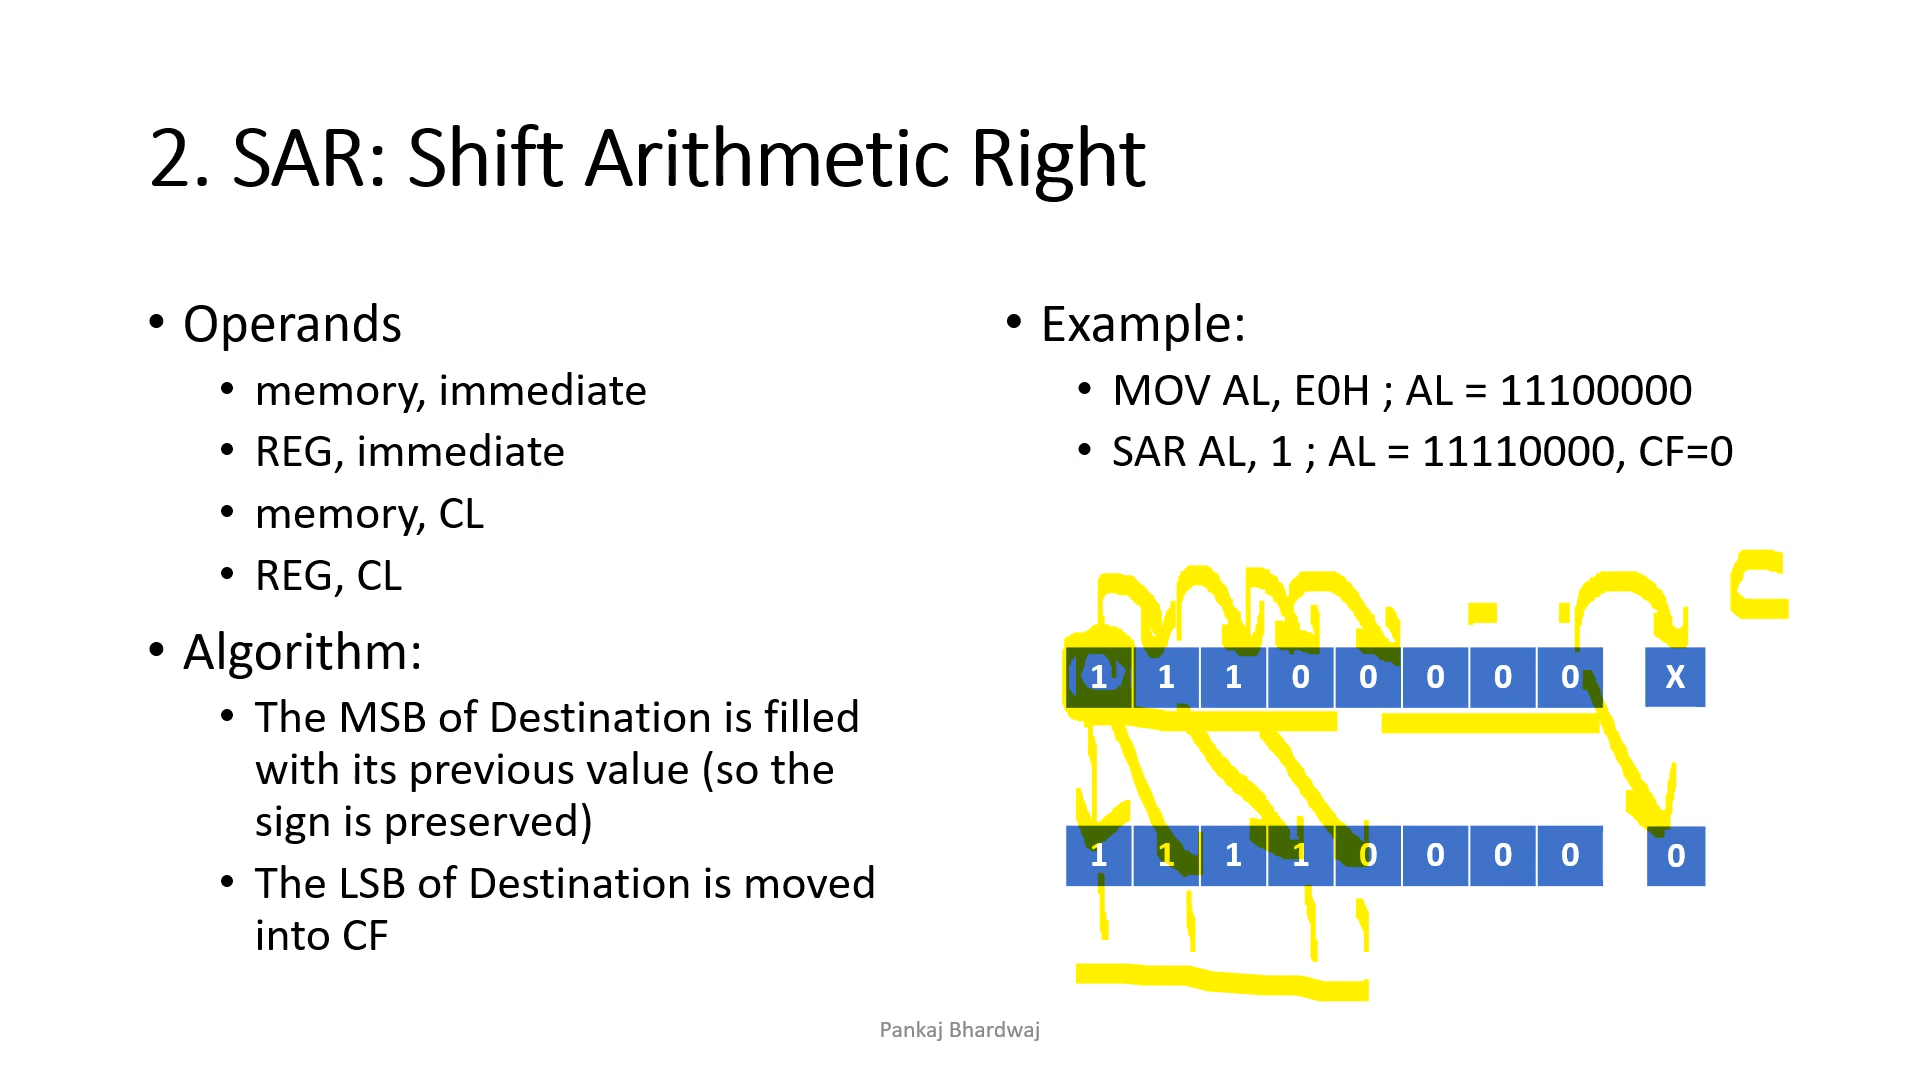 2. SAR: Shift Arithmetic Right
• Operands
• memory, immediate
• REG, immediate
• memory, CL
• REG, CL
• Algorithm:
• The MSB of Destination is filled
with its previous value (so the
sign is preserved)
• The LSB of Destination is moved
into CF
• Example:
• MOV AL, E0H ; AL = 11100000
• SAR AL, 1 ; AL = 11110000, CF=0
C
1 1 1 0 0 0 0 0 X
1 1 1 1 0 0 0 0 0
Pankaj Bhardwaj